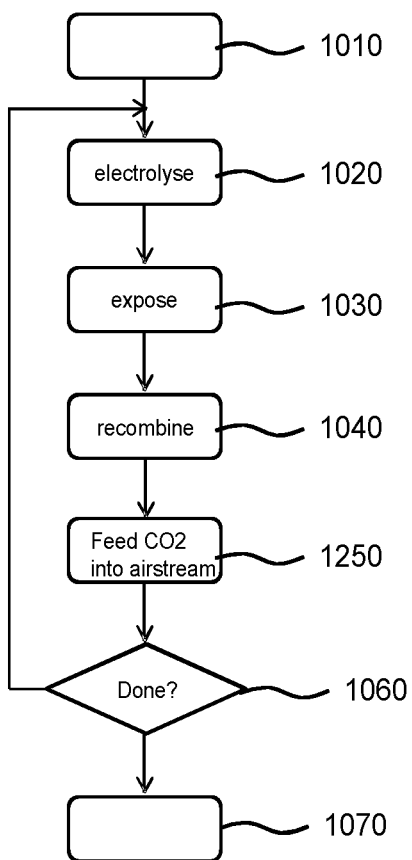 1010
electrolyse
1020
expose
1030
recombine
1040
Feed CO2
into airstream
1250
Done?
1060
1070